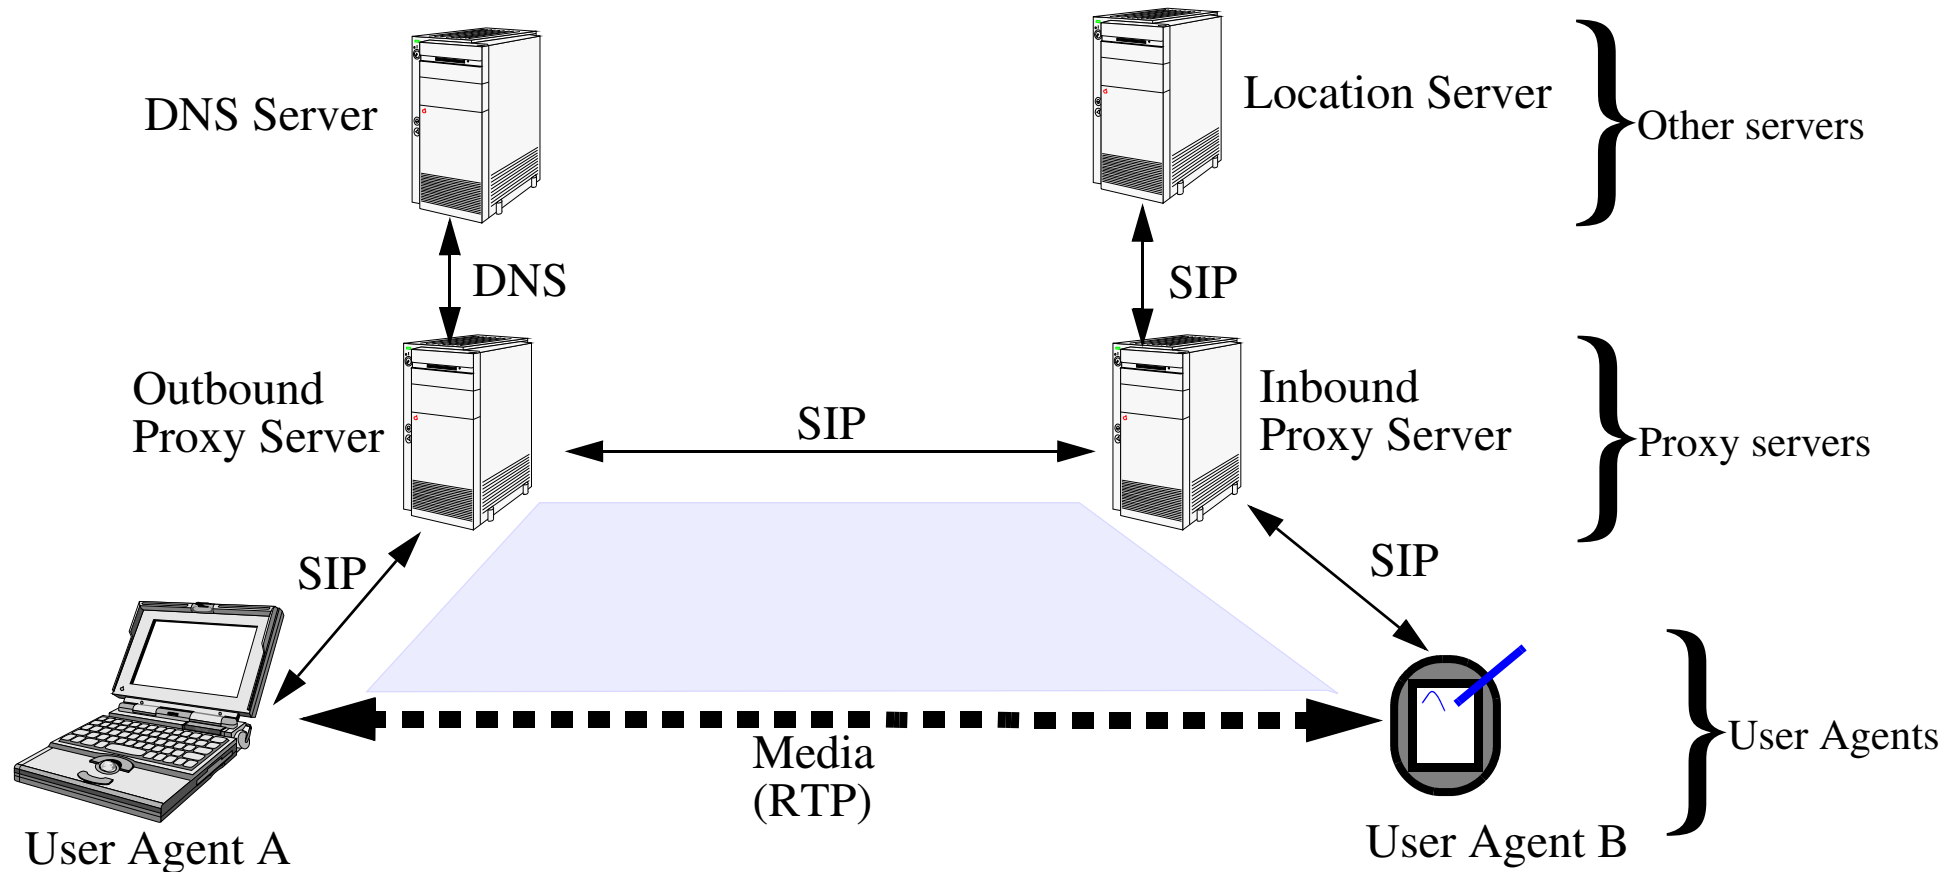 DNS Server
Location Server
Other servers
DNS
SIP
Outbound
Proxy Server
SIP
Inbound
Proxy Server
Proxy servers
SIP
SIP
Media
(RTP)
User Agents
User Agent A
User Agent B